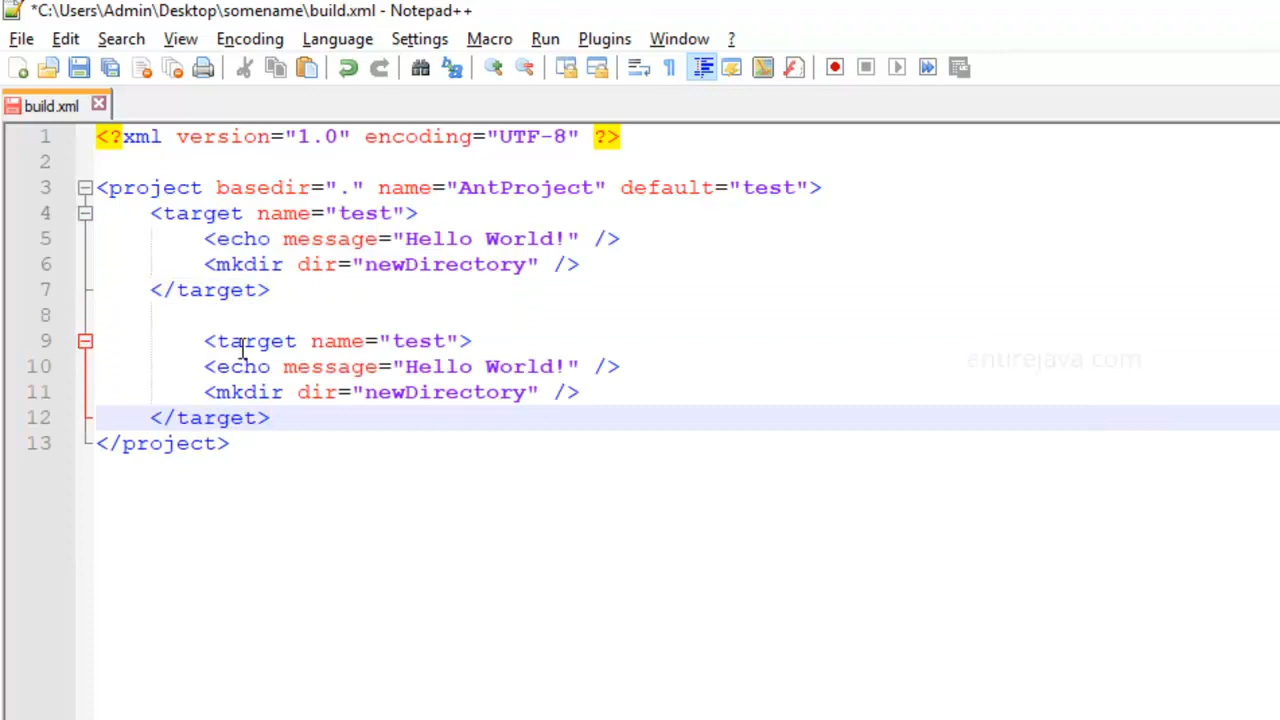 *C:\Users\Admin\Desktop\somename\build.xml - Notepad++
File Edit Search View Encoding Language Settings Macro Run Plugins Window ?
build.xml
1 <?xml version="1.0" encoding="UTF-8" ?>
2
3 <project basedir="." name="AntProject" default="test">
4 <target name="test">
5 <echo message="Hello World!" />
6 <mkdir dir="newDirectory" />
7 </target>
8
9 <target name="test">
10 <echo message="Hello World!" />
11 <mkdir dir="newDirectory" />
12 </target>
13 </project>
entirejava.com